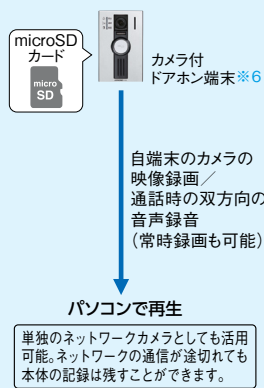 microSD
カード
micro
SD
カメラ付
ドアホン端末※6
自端末のカメラの
映像録画／
通話時の双方向の
音声録音
(常時録画も可能)
パソコンで再生
単独のネットワークカメラとしても活用
可能。ネットワークの通信が途切れても
本体の記録は残すことができます。